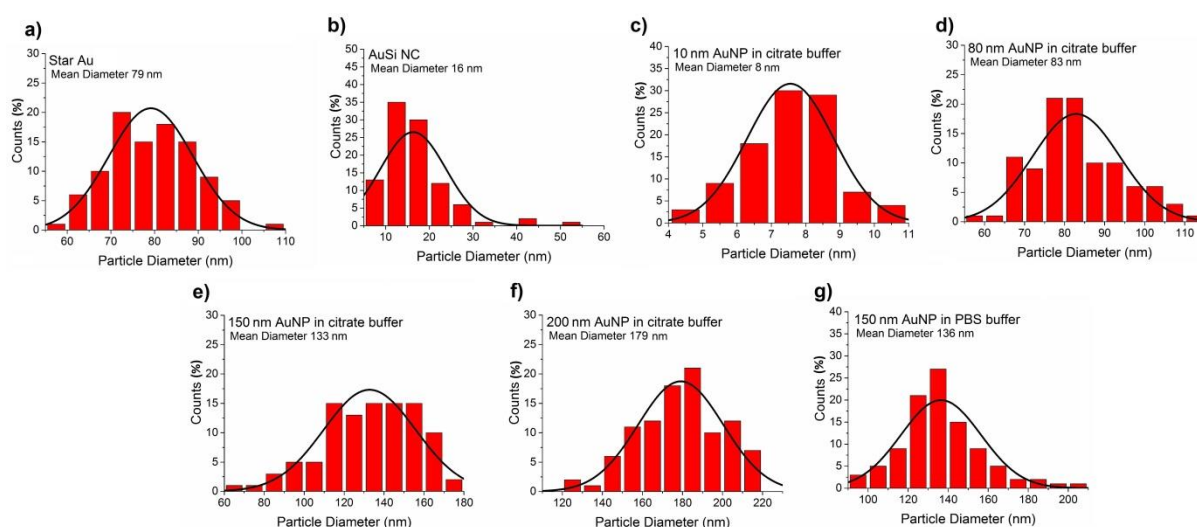 a)
Star Au
Mean Diameter 79 nm
30
25
20
15
10
5
0
Counts (%)
60 70 80 90 100 110
Particle Diameter (nm)
b)
AuSi NC
Mean Diameter 16 nm
50
45
40
35
30
25
20
15
10
5
0
Counts (%)
10 20 30 40 50 60
Particle Diameter (nm)
c)
10 nm AuNP in citrate buffer
Mean Diameter 8 nm
40
35
30
25
20
15
10
5
0
Counts (%)
4 5 6 7 8 9 10 11
Particle Diameter (nm)
d)
80 nm AuNP in citrate buffer
Mean Diameter 83 nm
30
25
20
15
10
5
0
Counts (%)
60 70 80 90 100 110
Particle Diameter (nm)
e)
150 nm AuNP in citrate buffer
Mean Diameter 133 nm
30
25
20
15
10
5
0
Counts (%)
60 80 100 120 140 160 180
Particle Diameter (nm)
f)
200 nm AuNP in citrate buffer
Mean Diameter 179 nm
30
25
20
15
10
5
0
Counts (%)
120 140 160 180 200 220
Particle Diameter (nm)
g)
150 nm AuNP in PBS buffer
Mean Diameter 136 nm
40
35
30
25
20
15
10
5
0
Counts (%)
100 120 140 160 180 200
Particle Diameter (nm)